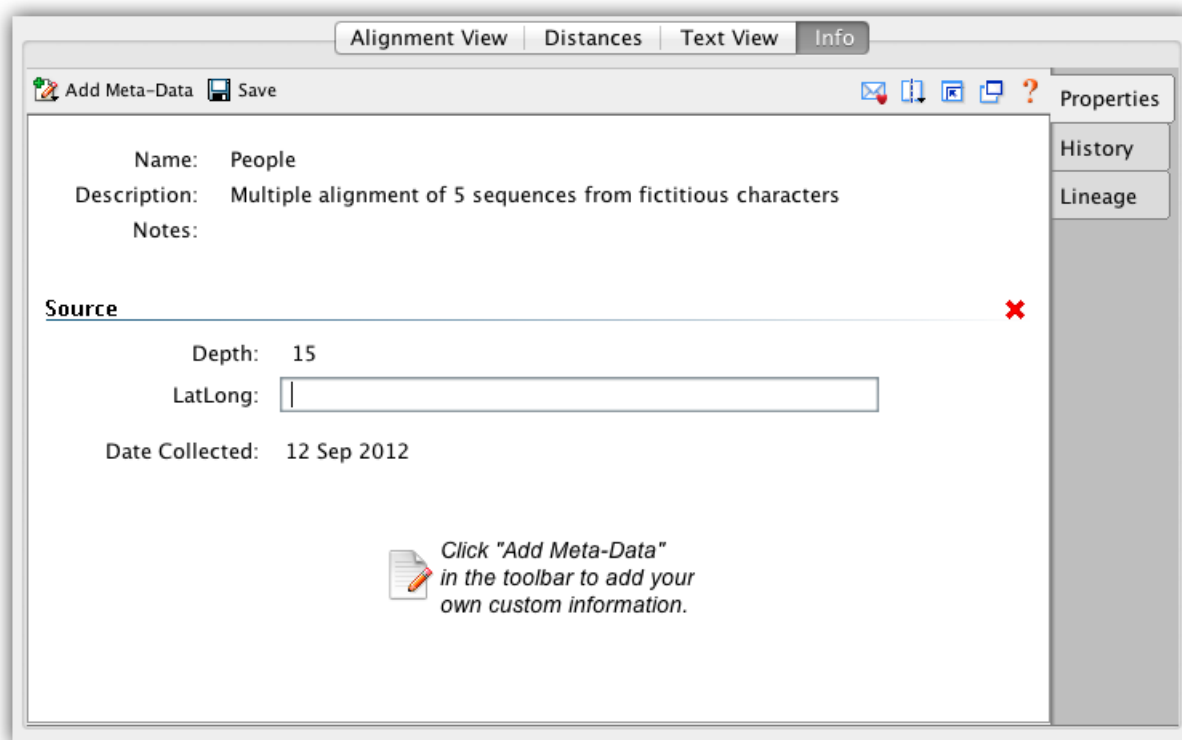 Alignment View Distances Text View Info
Add Meta-Data Save ?
Properties
History
Lineage
Name: People
Description: Multiple alignment of 5 sequences from fictitious characters
Notes:
Source
Depth: 15
LatLong:
Date Collected: 12 Sep 2012
Click "Add Meta-Data"
in the toolbar to add your
own custom information.